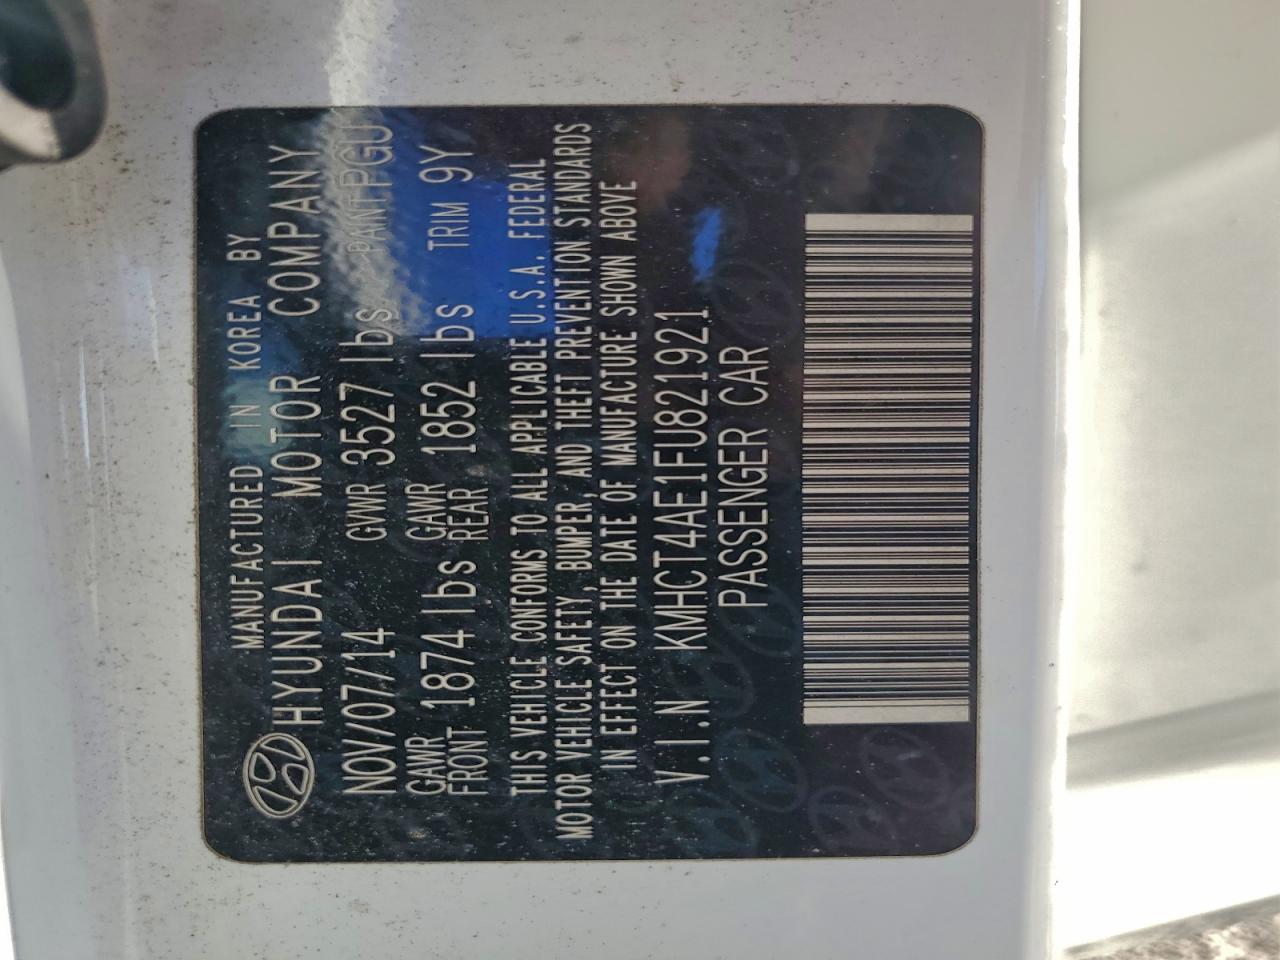 MANUFACTURED IN KOREA BY
HYUNDAI MOTOR COMPANY
NOV/07/14 GVWR 3527 lbs PAINT PGU
GAWR FRONT 1874 lbs GAWR REAR 1852 lbs TRIM 9Y
THIS VEHICLE CONFORMS TO ALL APPLICABLE U.S.A. FEDERAL
MOTOR VEHICLE SAFETY, BUMPER, AND THEFT PREVENTION STANDARDS
IN EFFECT ON THE DATE OF MANUFACTURE SHOWN ABOVE
V.I.N KMHCT4AE1FU821921
PASSENGER CAR